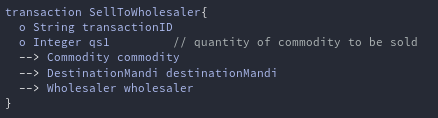 transaction SellToWholesaler{
  o String transactionID
  o Integer qs1         // quantity of commodity to be sold
  --> Commodity commodity
  --> DestinationMandi destinationMandi
  --> Wholesaler wholesaler
}